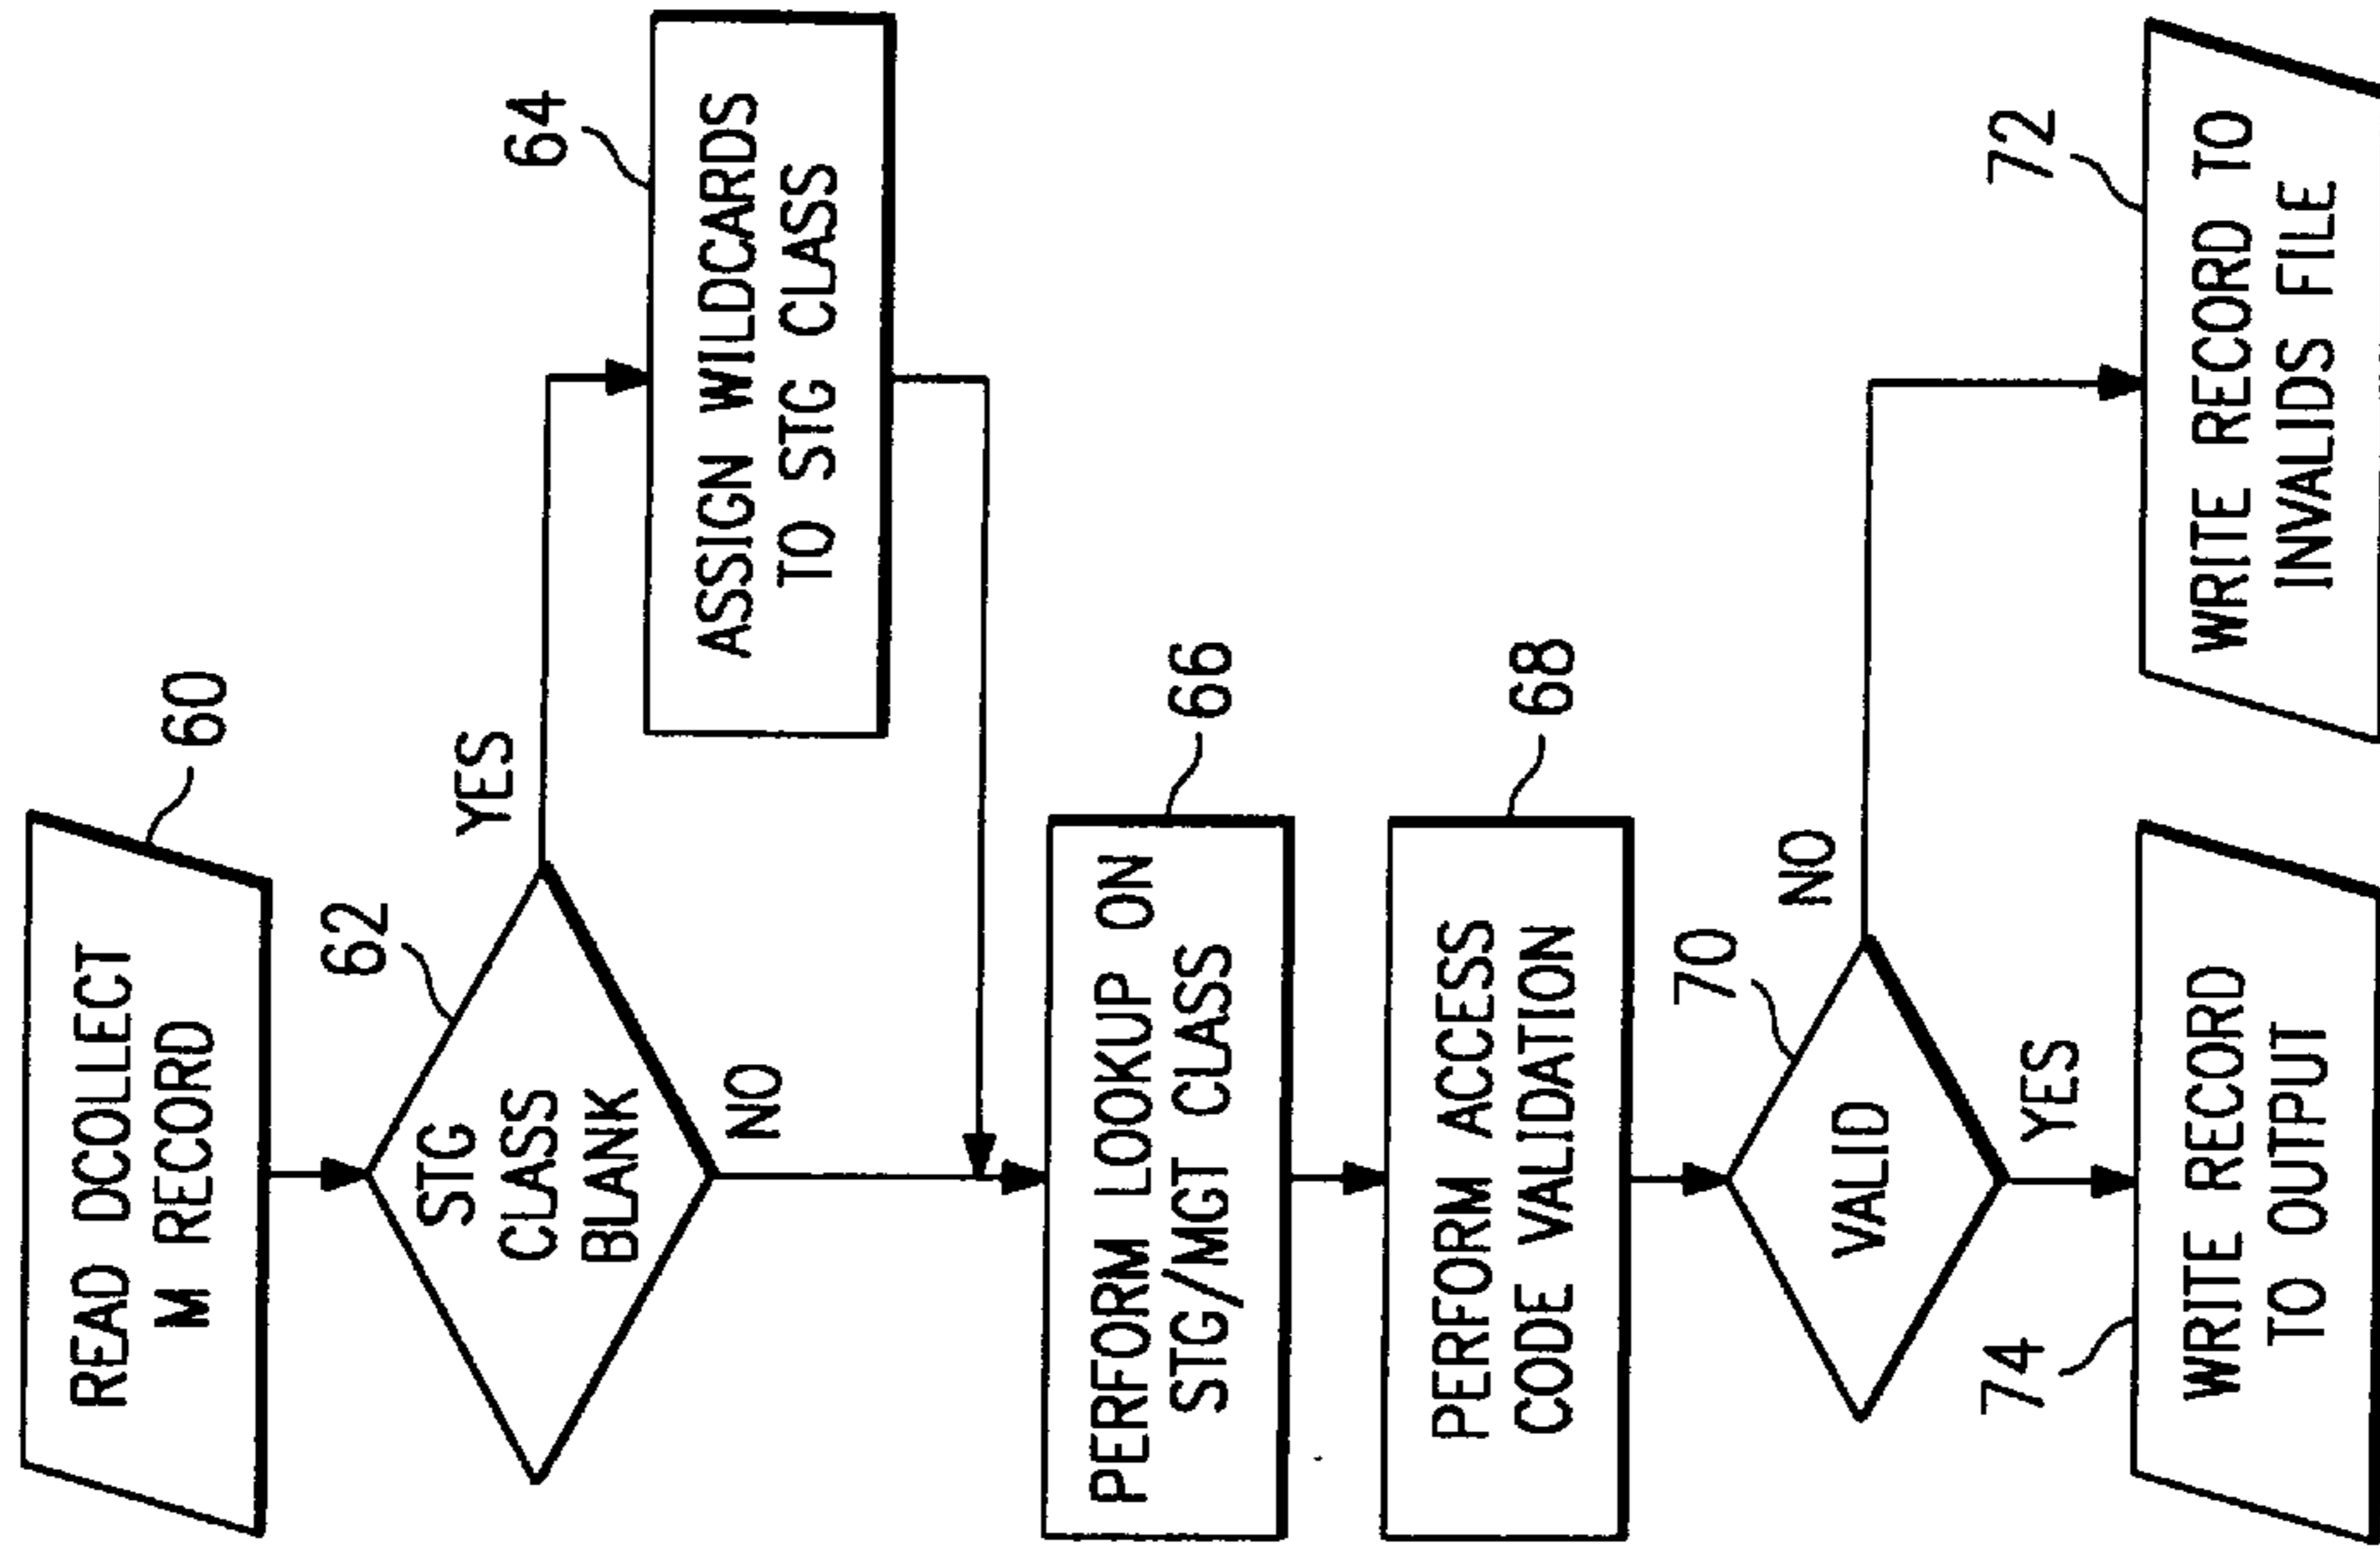 READ DCOLLECT
M RECORD
60
STG
CLASS
BLANK
62
YES
NO
ASSIGN WILDCARDS
TO STG CLASS
64
PERFORM LOOKUP ON
STG/MGT CLASS
66
PERFORM ACCESS
CODE VALIDATION
68
VALID
70
NO
YES
WRITE RECORD TO
INVALIDS FILE
72
WRITE RECORD
TO OUTPUT
74